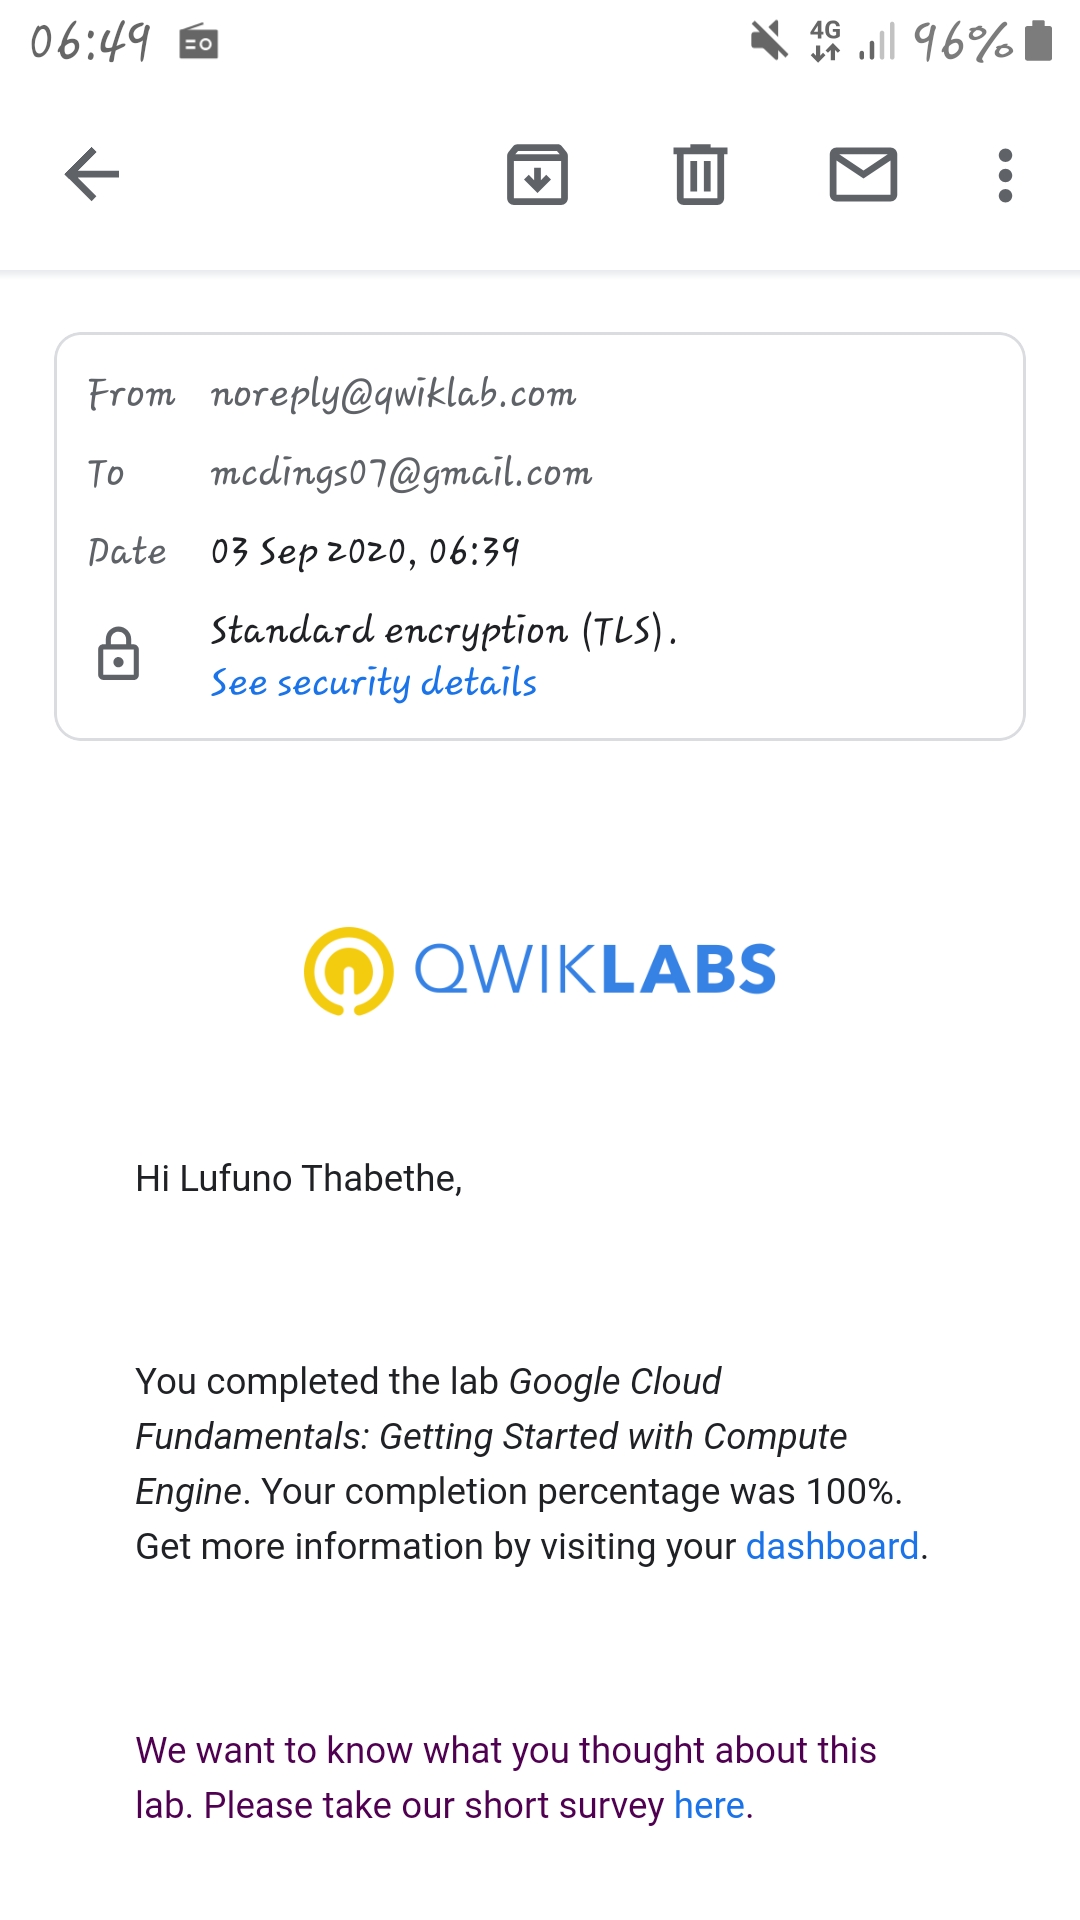 06:49 4G 96%
From noreply@qwiklab.com
To mcdings07@gmail.com
Date 03 Sep 2020, 06:39
Standard encryption (TLS).
See security details
QWIKLABS
Hi Lufuno Thabethe,
You completed the lab Google Cloud
Fundamentals: Getting Started with Compute
Engine. Your completion percentage was 100%.
Get more information by visiting your dashboard.
We want to know what you thought about this
lab. Please take our short survey here.